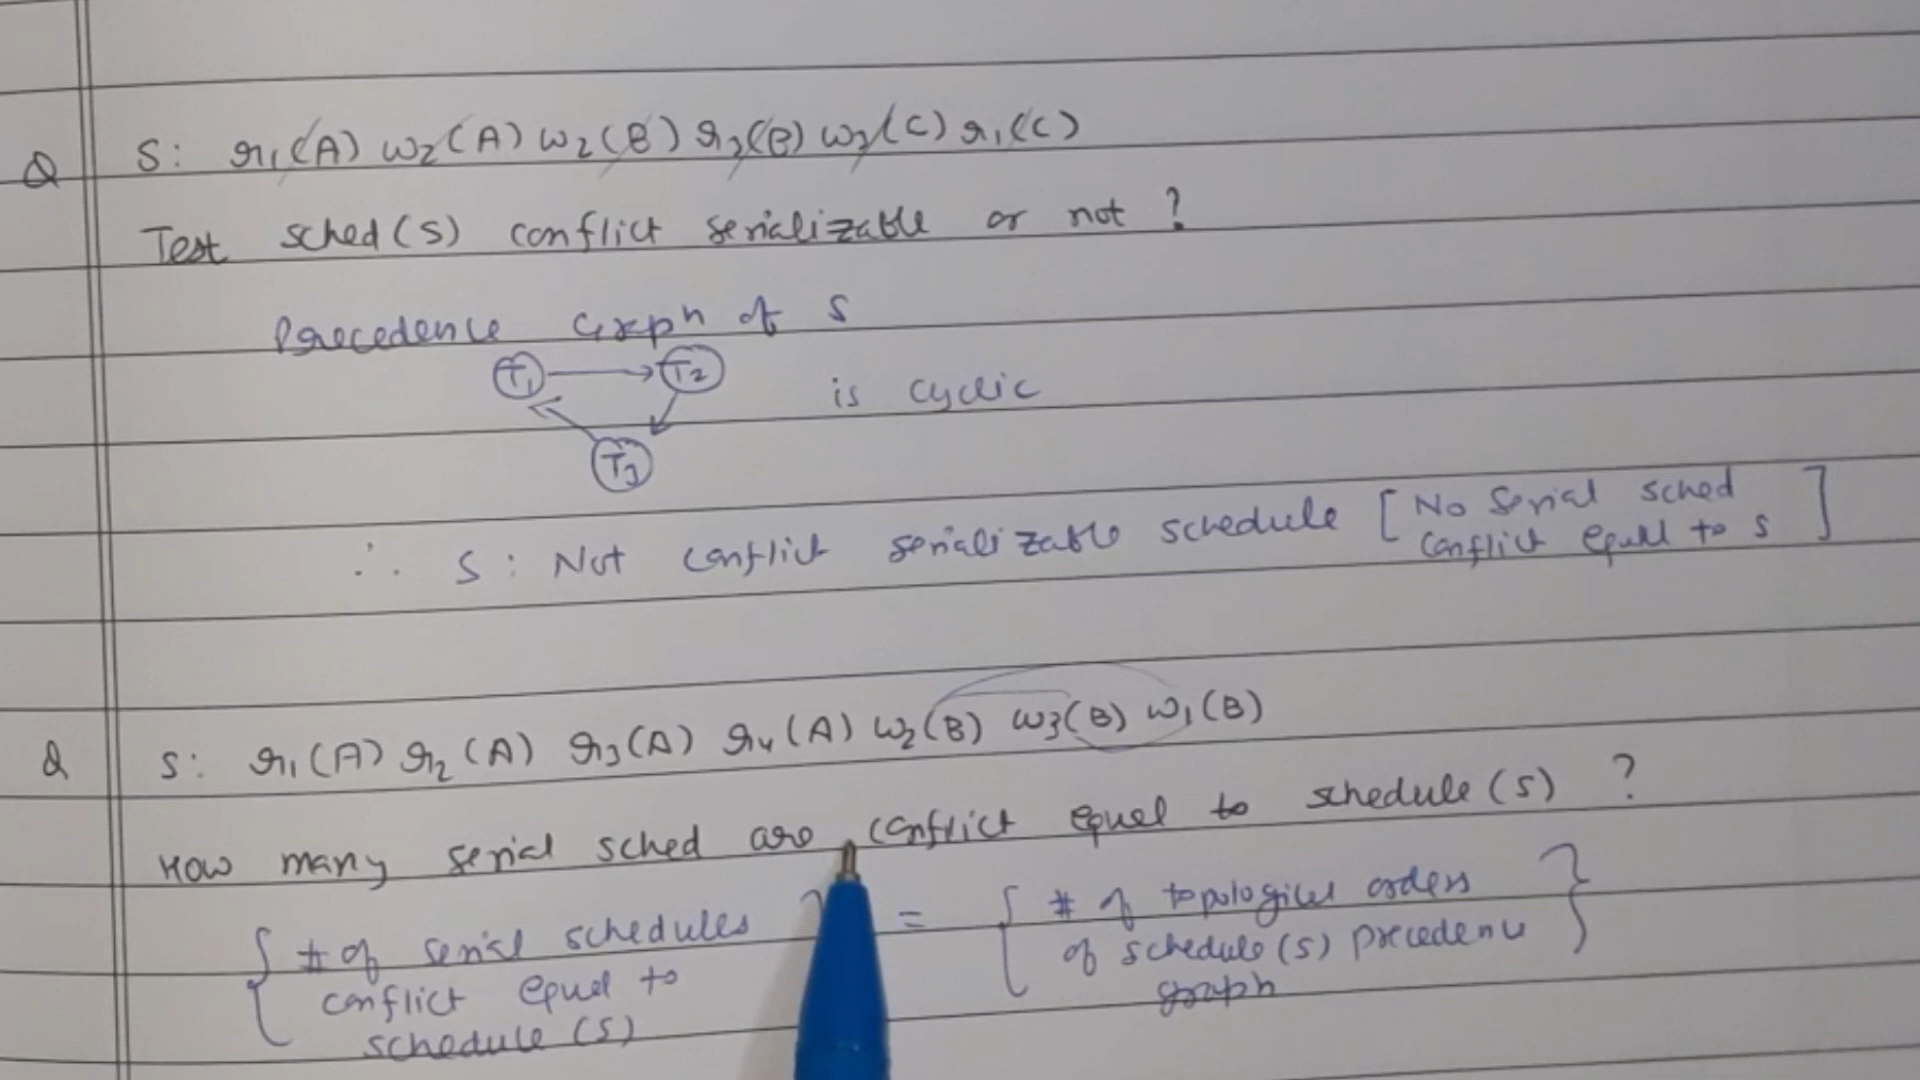 Q S: r₁(A) w₂(A) w₂(B) r₃(B) w₃(C) r₁(C)
Test sched(S) conflict serializable or not ?
Precedence Graph of S
T₁ T₂
is cyclic
T₃
∴ S: Not conflict serializable schedule [No Serial sched
conflict equal to S]
Q S: r₁(A) r₂(A) r₃(A) r₄(A) w₂(B) w₃(B) w₁(B)
How many serial sched are conflict equal to schedule(S) ?
{# of serial schedules
conflict equal to
schedule(S)
=
{# of topological orders
of schedule(S) precedence
graph}